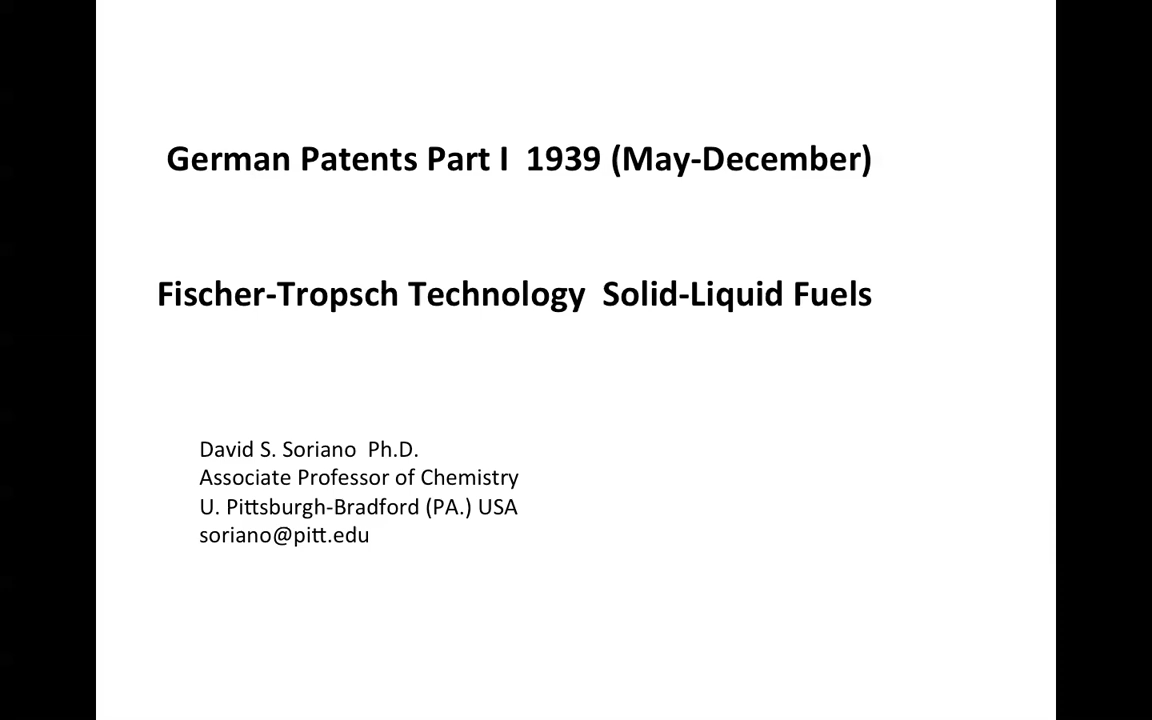 German Patents Part I  1939 (May-December)
Fischer-Tropsch Technology  Solid-Liquid Fuels
David S. Soriano  Ph.D.
Associate Professor of Chemistry
U. Pittsburgh-Bradford (PA.) USA
soriano@pitt.edu